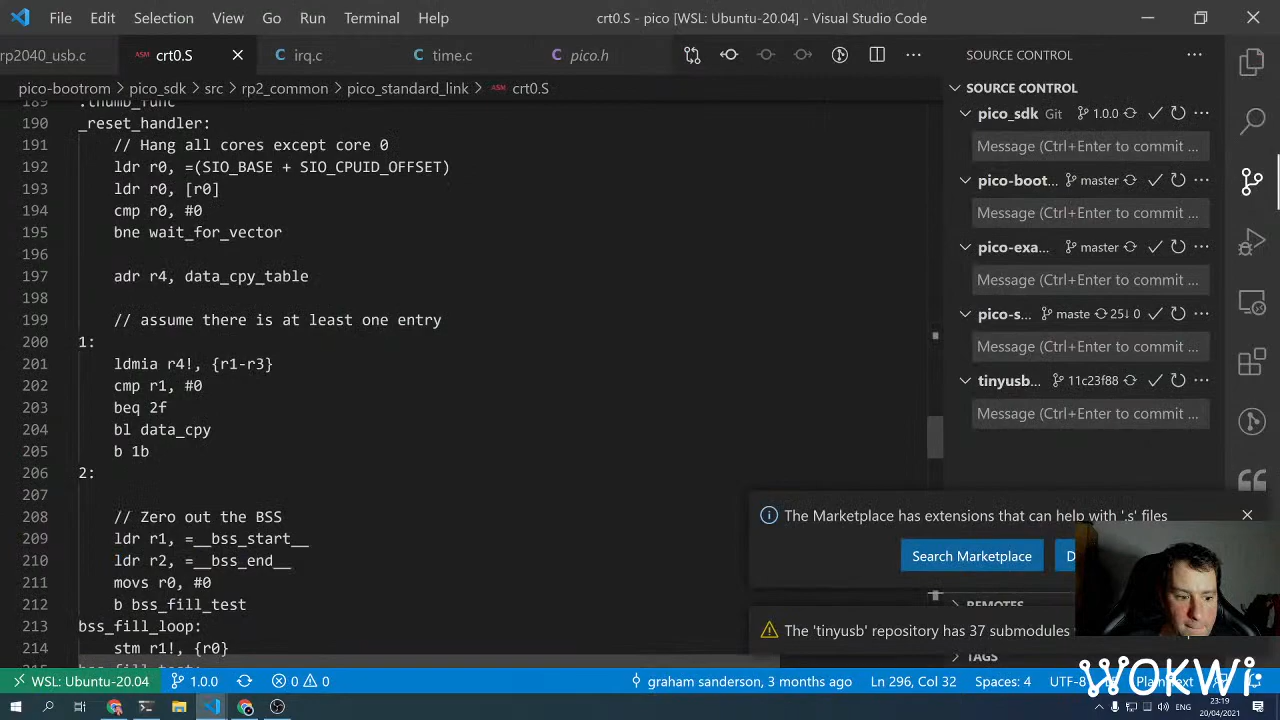 File Edit Selection View Go Run Terminal Help crt0.S - pico [WSL: Ubuntu-20.04] - Visual Studio Code
rp2040_usb.c ASM crt0.S C irq.c C time.c C pico.h
SOURCE CONTROL
pico-bootrom > pico_sdk > src > rp2_common > pico_standard_link > ASM crt0.S
SOURCE CONTROL
189 .thumb_func
190 _reset_handler:
191 // Hang all cores except core 0
192 ldr r0, =(SIO_BASE + SIO_CPUID_OFFSET)
193 ldr r0, [r0]
194 cmp r0, #0
195 bne wait_for_vector
196
197 adr r4, data_cpy_table
198
199 // assume there is at least one entry
200 1:
201 ldmia r4!, {r1-r3}
202 cmp r1, #0
203 beq 2f
204 bl data_cpy
205 b 1b
206 2:
207
208 // Zero out the BSS
209 ldr r1, =__bss_start__
210 ldr r2, =__bss_end__
211 movs r0, #0
212 b bss_fill_test
213 bss_fill_loop:
214 stm r1!, {r0}
215 bss_fill_test:
pico_sdk Git 1.0.0
Message (Ctrl+Enter to commit ...
pico-boot... master
Message (Ctrl+Enter to commit ...
pico-exa... master
Message (Ctrl+Enter to commit ...
pico-s... maste 25↓ 0
Message (Ctrl+Enter to commit ...
tinyusb... 11c23f88
Message (Ctrl+Enter to commit ...
The Marketplace has extensions that can help with '.s' files
Search Marketplace
REMOTES
The 'tinyusb' repository has 37 submodules
TAGS
WSL: Ubuntu-20.04 1.0.0 0 0 graham sanderson, 3 months ago Ln 296, Col 32 Spaces: 4 UTF-8
WOKWi
ENG 23:19
20/04/2021